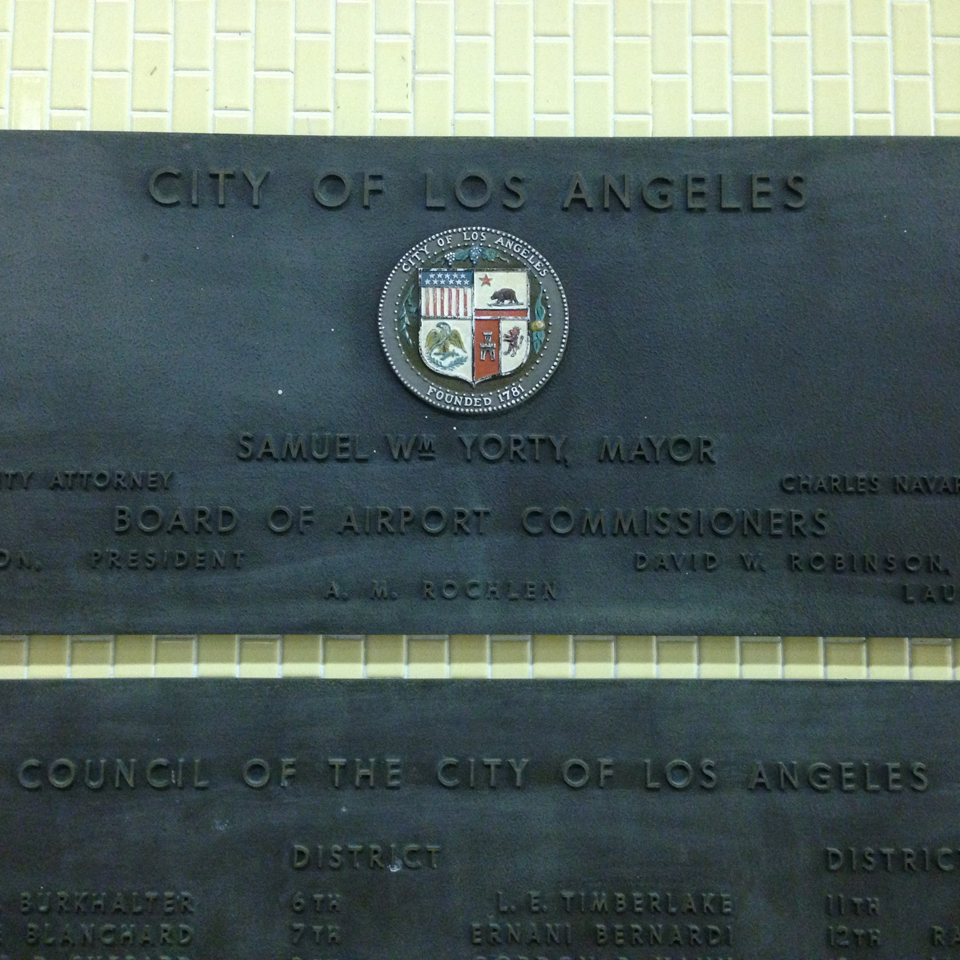 CITY OF LOS ANGELES
CITY OF LOS ANGELES
FOUNDED 1781
SAMUEL WM YORTY, MAYOR
ATTORNEY CHARLES
BOARD OF AIRPORT COMMISSIONERS
PRESIDENT DAVID W. ROBINSON,
A. M. ROCHLEN
COUNCIL OF THE CITY OF LOS ANGELES
DISTRICT DISTRICT
BURKHALTER 6TH L. E. TIMBERLAKE 11TH
BLANCHARD 7TH ERNANI BERNARDI 12TH